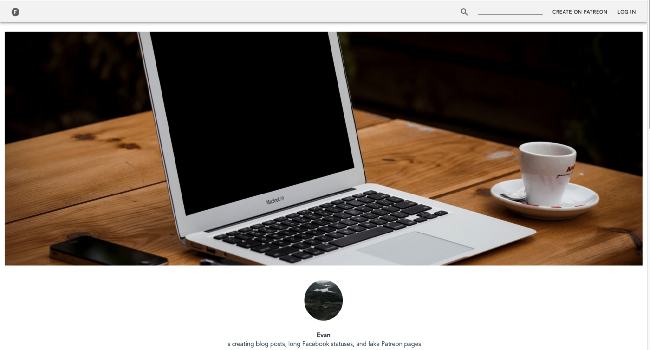 CREATE ON PATREON
LOG IN
MacBook Air
Evan
is creating blog posts, long Facebook statuses, and fake Patreon pages